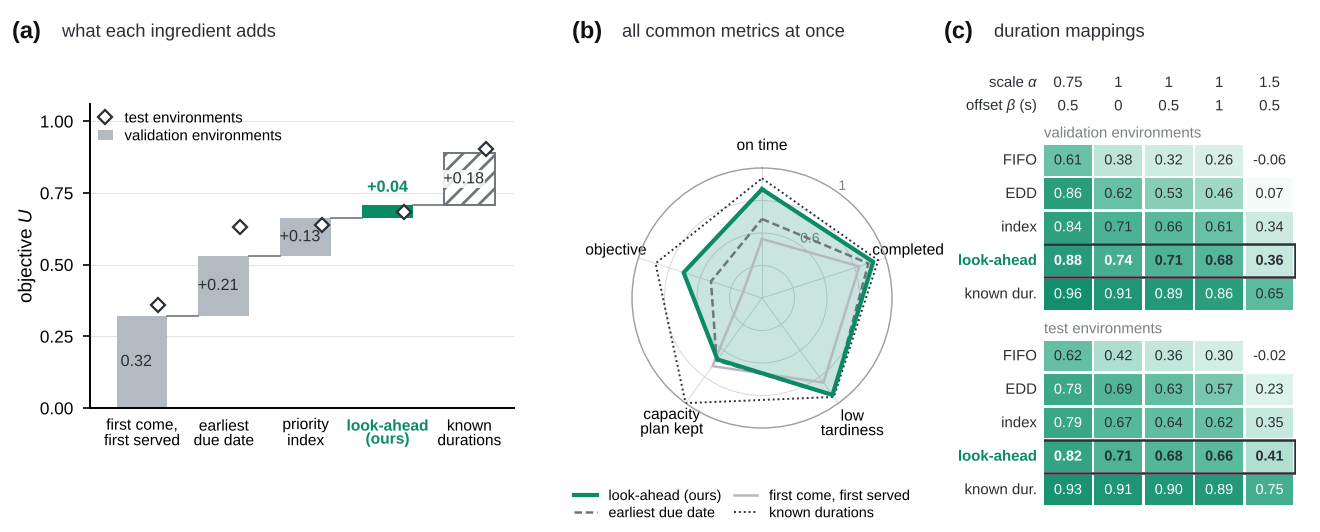 (a) what each ingredient adds
1.00
0.75
0.50
0.25
0.00
objective U
test environments
validation environments
0.32
+0.21
+0.13
+0.04
+0.18
first come,
first served
earliest
due date
priority
index
look-ahead
(ours)
known
durations
(b) all common metrics at once
on time
1
0.6
objective
completed
capacity
plan kept
low
tardiness
look-ahead (ours)
earliest due date
first come, first served
known durations
(c) duration mappings
scale α 0.75 1 1 1 1.5
offset β (s) 0.5 0 0.5 1 0.5
validation environments
FIFO 0.61 0.38 0.32 0.26 -0.06
EDD 0.86 0.62 0.53 0.46 0.07
index 0.84 0.71 0.66 0.61 0.34
look-ahead 0.88 0.74 0.71 0.68 0.36
known dur. 0.96 0.91 0.89 0.86 0.65
test environments
FIFO 0.62 0.42 0.36 0.30 -0.02
EDD 0.78 0.69 0.63 0.57 0.23
index 0.79 0.67 0.64 0.62 0.35
look-ahead 0.82 0.71 0.68 0.66 0.41
known dur. 0.93 0.91 0.90 0.89 0.75